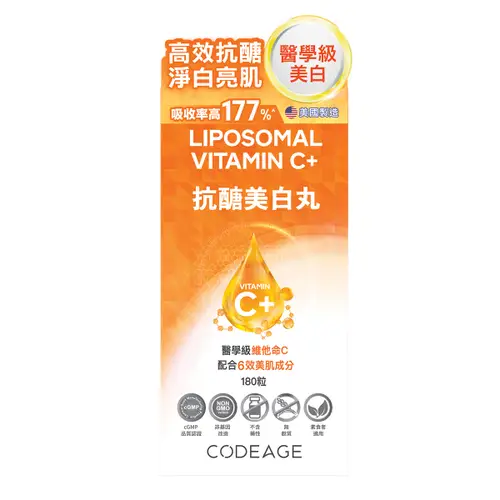 高效抗醣
淨白亮肌
醫學級
美白
吸收率高177%^
美國製造
LIPOSOMAL
VITAMIN C+
抗醣美白丸
VITAMIN
C+
醫學級維他命C
配合6效美肌成分
180粒
cGMP
NON
GMO
cGMP
品質認證
非基因
改造
不含
麩質
素食者
適用
CODEAGE